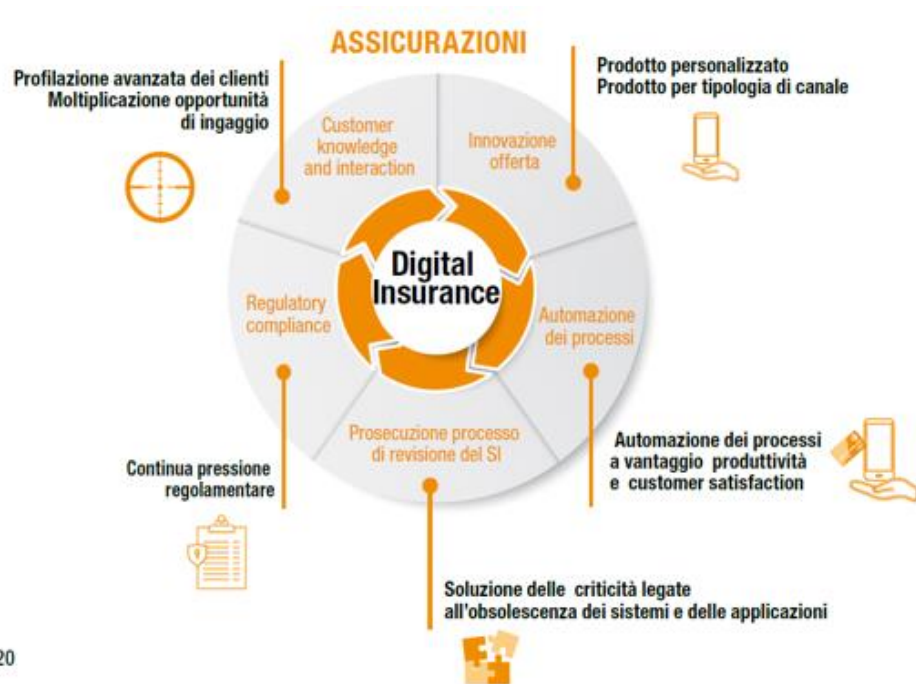 ASSICURAZIONI
Profilazione avanzata dei clienti
Moltiplicazione opportunità
di ingaggio
Prodotto personalizzato
Prodotto per tipologia di canale
Customer
knowledge
and interaction
Innovazione
offerta
Digital
Insurance
Regulatory
compliance
Automazione
dei processi
Prosecuzione processo
di revisione del SI
Continua pressione
regolamentare
Automazione dei processi
a vantaggio produttività
e customer satisfaction
Soluzione delle criticità legate
all'obsolescenza dei sistemi e delle applicazioni
20